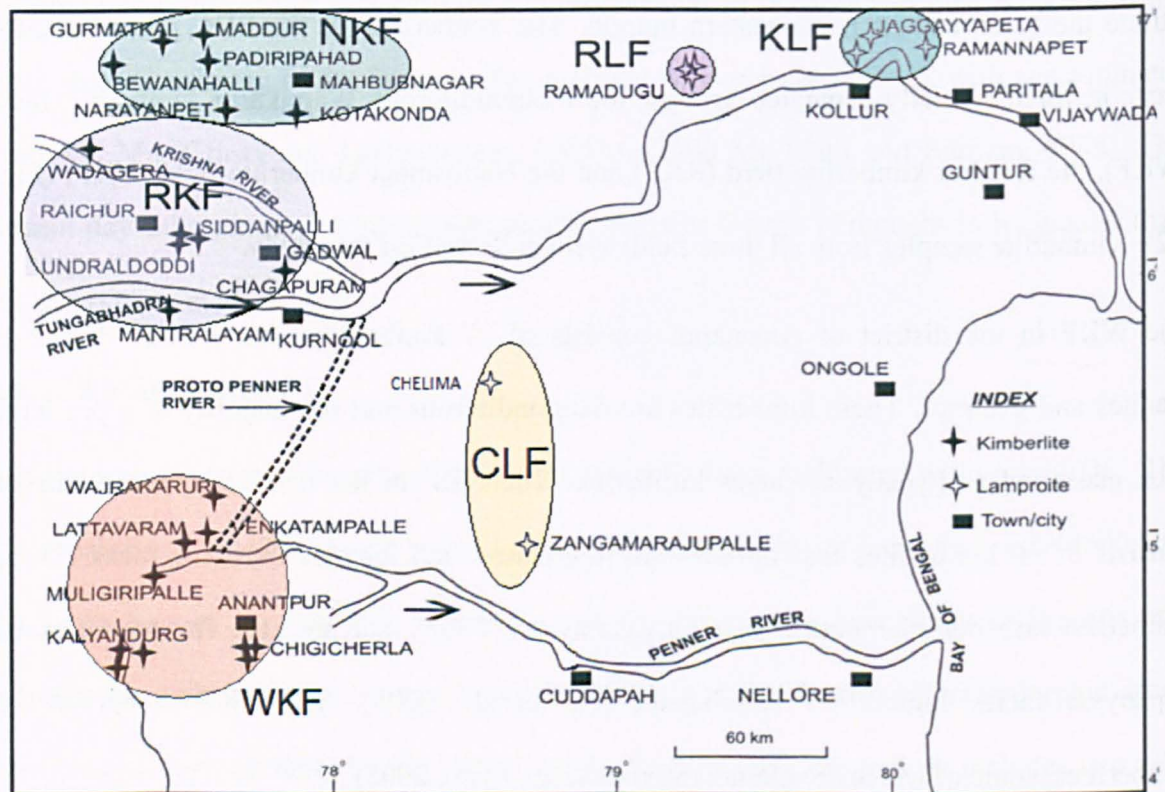 GURMATKAL MADDUR NKF
PADIRIPAHAD
BEWANAHALLI MAHBUBNAGAR
NARAYANPET KOTAKONDA
RLF
RAMADUGU
KLF
JAGGAYYAPETA
RAMANNAPET
KOLLUR
PARITALA
VIJAYWADA
GUNTUR
17°
WADAGERA
KRISHNA RIVER
RKF
RAICHUR
SIDDANPALLI
UNDRALDODDI
GADWAL
CHAGAPURAM
TUNGABHADRA
RIVER
MANTRALAYAM
KURNOOL
PROTO PENNER
RIVER
CHELIMA
CLF
ZANGAMARAJUPALLE
ONGOLE
INDEX
Kimberlite
Lamproite
Town/city
WAJRAKARUR
LATTAVARAM
ENKATAMPALLE
MULIGIRIPALLE
ANANTPUR
KALYANDURG
CHIGICHERLA
WKF
PENNER RIVER
CUDDAPAH
NELLORE
BAY OF BENGAL
60 km
78°
79°
80°